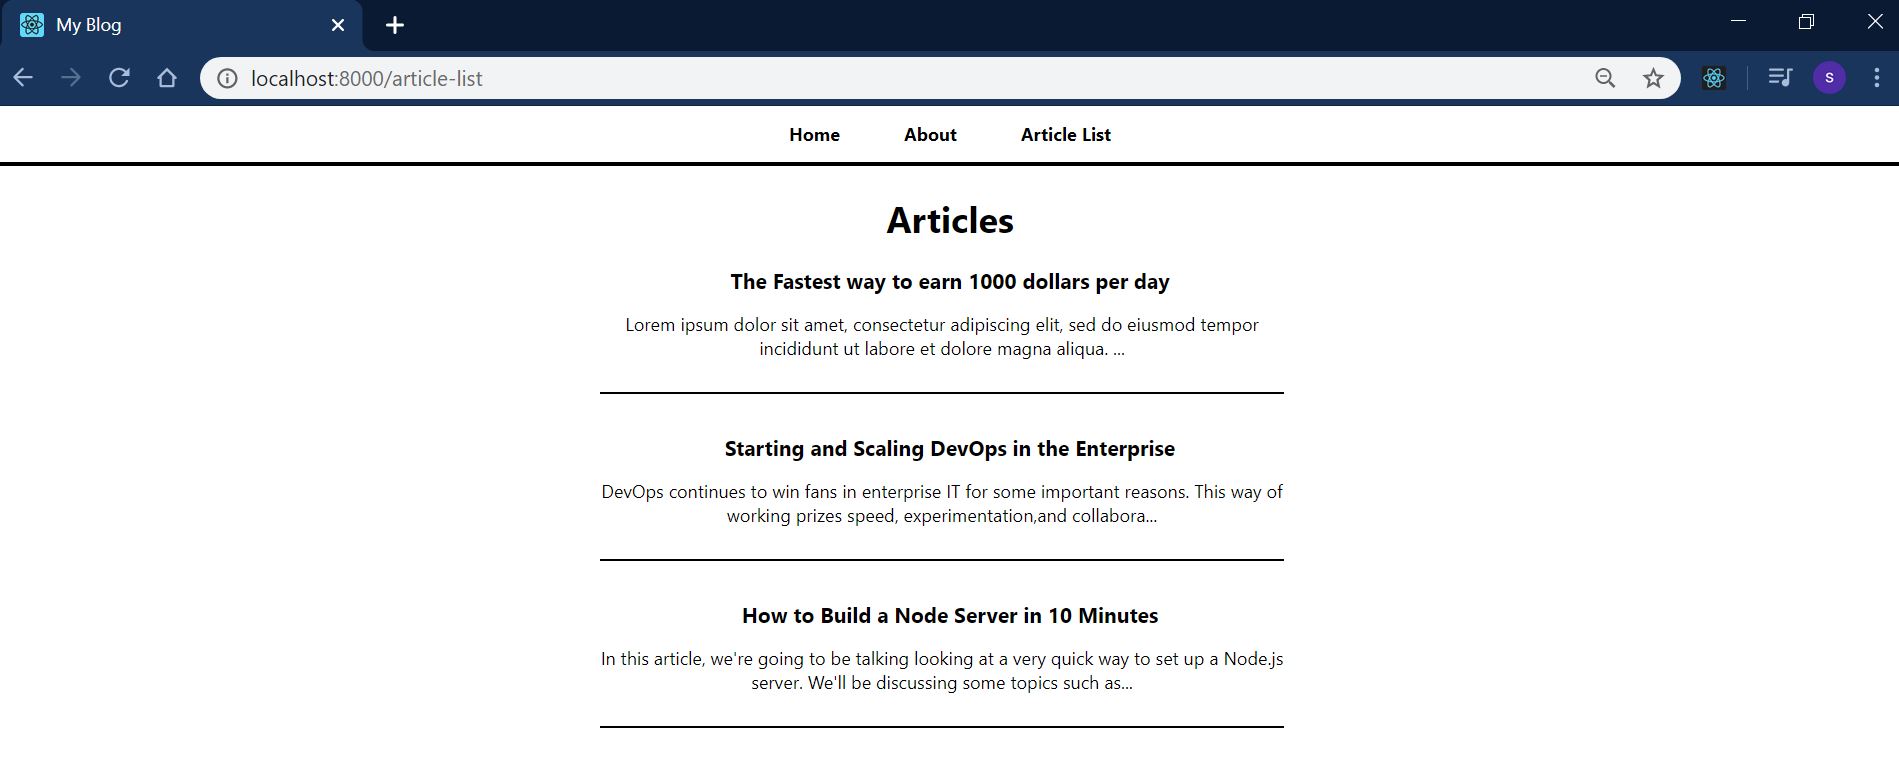 My Blog
localhost:8000/article-list
S
Home About Article List
Articles
The Fastest way to earn 1000 dollars per day
Lorem ipsum dolor sit amet, consectetur adipiscing elit, sed do eiusmod tempor
incididunt ut labore et dolore magna aliqua. ...
Starting and Scaling DevOps in the Enterprise
DevOps continues to win fans in enterprise IT for some important reasons. This way of
working prizes speed, experimentation,and collabora...
How to Build a Node Server in 10 Minutes
In this article, we're going to be talking looking at a very quick way to set up a Node.js
server. We'll be discussing some topics such as...